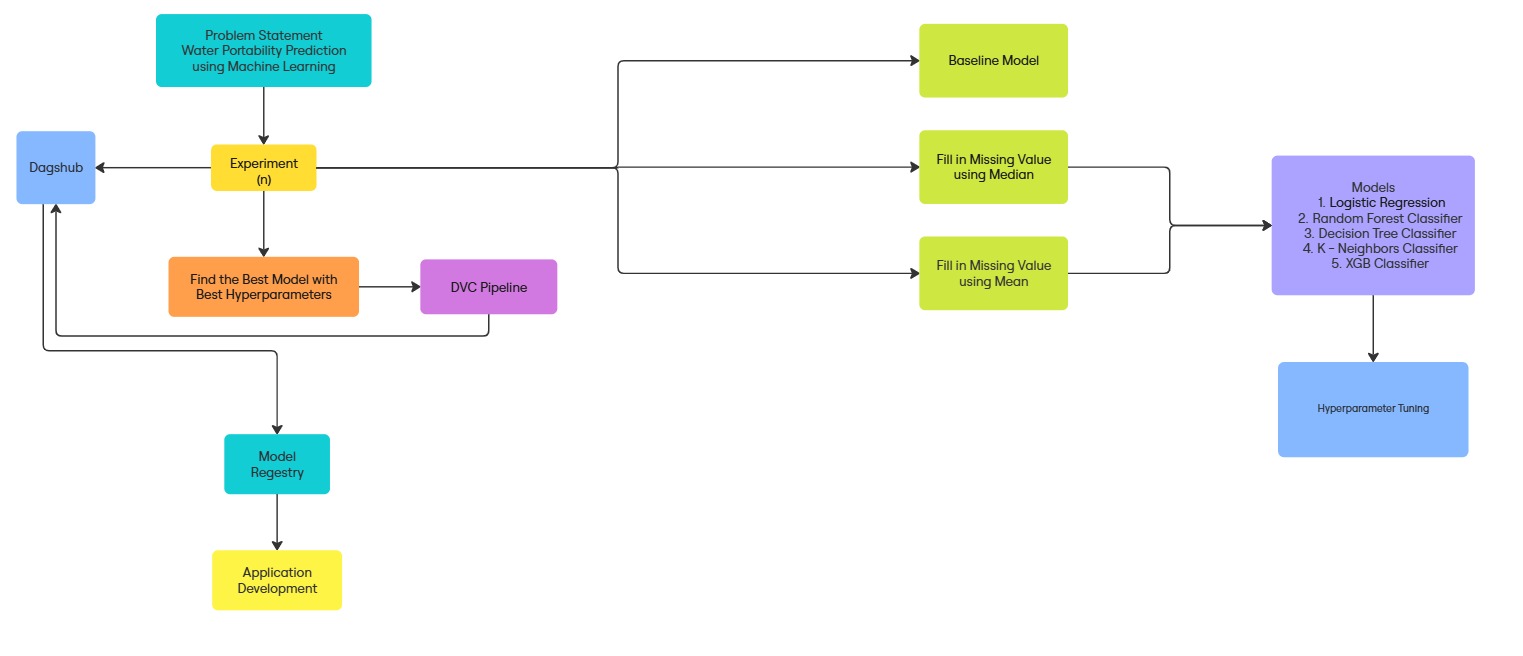 Problem Statement
Water Portability Prediction
using Machine Learning
Baseline Model
Dagshub
Experiment
(n)
Fill in Missing Value
using Median
Models
1. Logistic Regression
2. Random Forest Classifier
3. Decision Tree Classifier
4. K - Neighbors Classifier
5. XGB Classifier
Find the Best Model with
Best Hyperparameters
DVC Pipeline
Fill in Missing Value
using Mean
Hyperparameter Tuning
Model
Regestry
Application
Development